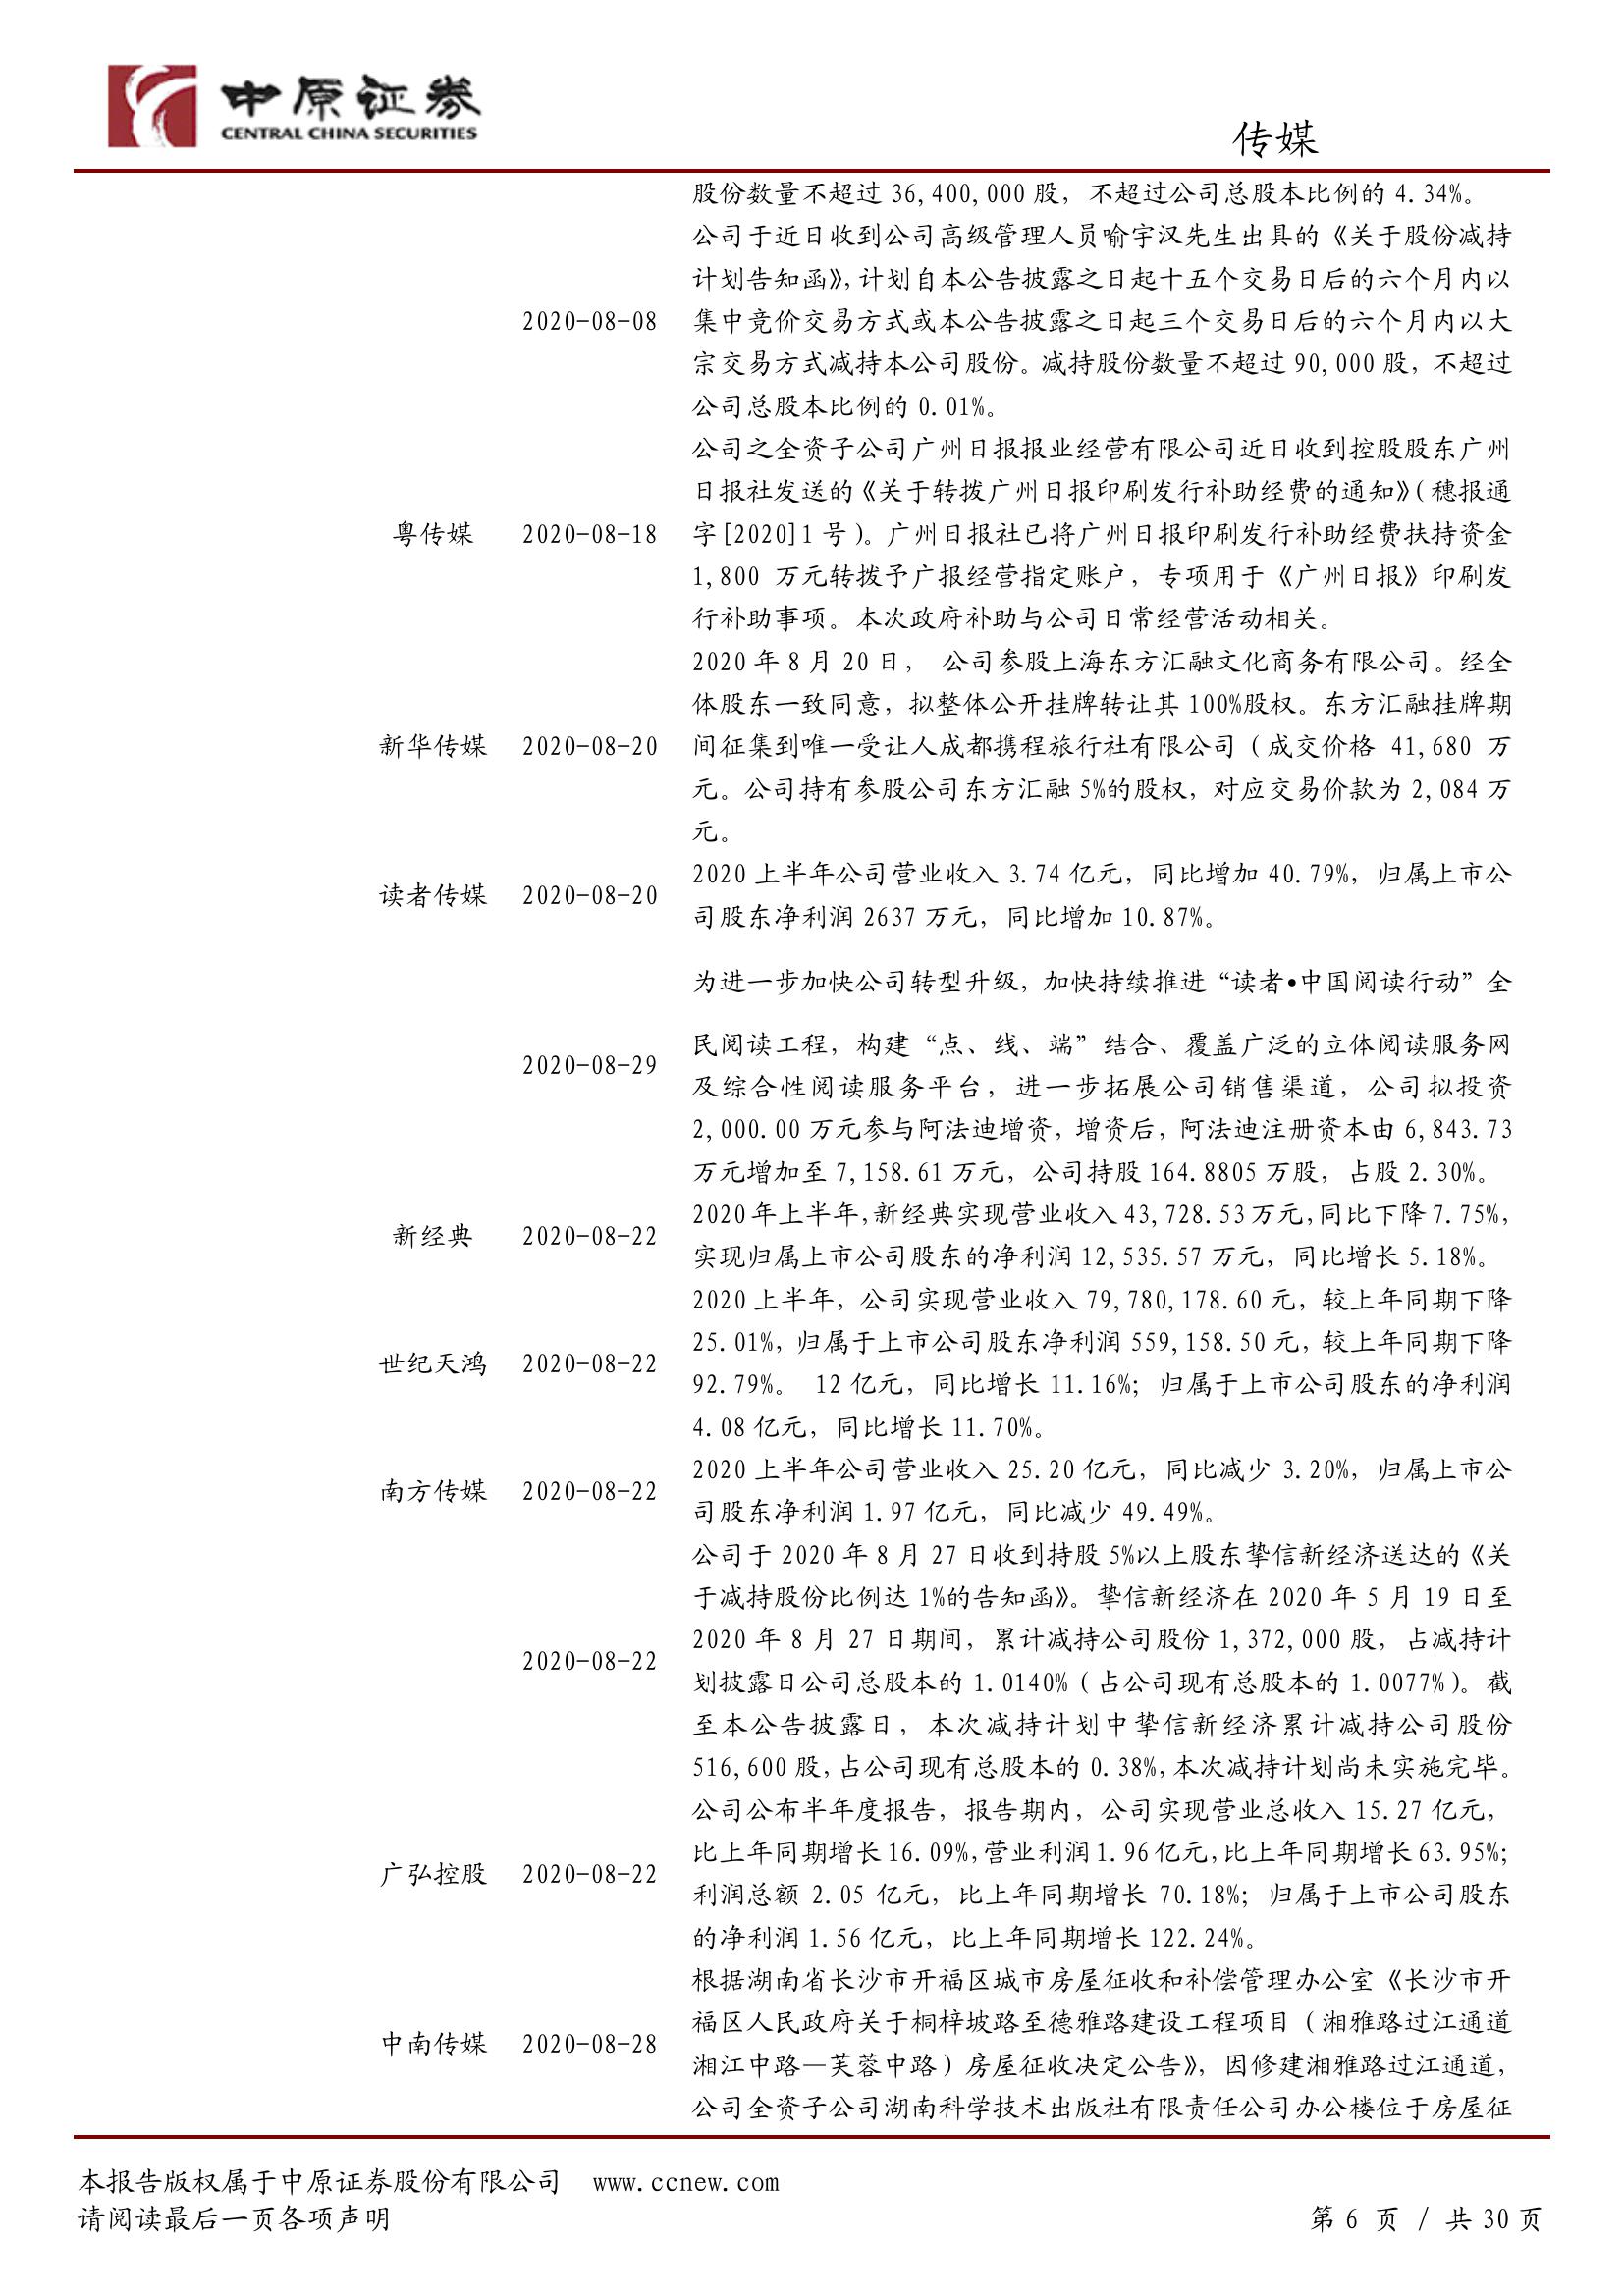 中原证券
CENTRAL CHINA SECURITIES
传媒
股份数量不超过 36,400,000 股，不超过公司总股本比例的 4.34%。
公司于近日收到公司高级管理人员喻宇汉先生出具的《关于股份减持
计划告知函》，计划自本公告披露之日起十五个交易日后的六个月内以
2020-08-08 集中竞价交易方式或本公告披露之日起三个交易日后的六个月内以大
宗交易方式减持本公司股份。减持股份数量不超过 90,000 股，不超过
公司总股本比例的 0.01%。
公司之全资子公司广州日报报业经营有限公司近日收到控股股东广州
日报社发送的《关于转拨广州日报印刷发行补助经费的通知》（穗报通
粤传媒 2020-08-18 字[2020]1 号）。广州日报社已将广州日报印刷发行补助经费扶持资金
1,800 万元转拨予广报经营指定账户，专项用于《广州日报》印刷发
行补助事项。本次政府补助与公司日常经营活动相关。
2020 年 8 月 20 日， 公司参股上海东方汇融文化商务有限公司。经全
体股东一致同意，拟整体公开挂牌转让其 100%股权。东方汇融挂牌期
新华传媒 2020-08-20 间征集到唯一受让人成都携程旅行社有限公司（成交价格 41,680 万
元。公司持有参股公司东方汇融 5%的股权，对应交易价款为 2,084 万
元。
2020 上半年公司营业收入 3.74 亿元，同比增加 40.79%，归属上市公
读者传媒 2020-08-20
司股东净利润 2637 万元，同比增加 10.87%。
为进一步加快公司转型升级，加快持续推进“读者•中国阅读行动”全
民阅读工程，构建“点、线、端”结合、覆盖广泛的立体阅读服务网
2020-08-29
及综合性阅读服务平台，进一步拓展公司销售渠道，公司拟投资
2,000.00 万元参与阿法迪增资，增资后，阿法迪注册资本由 6,843.73
万元增加至 7,158.61 万元，公司持股 164.8805 万股，占股 2.30%。
2020 年上半年，新经典实现营业收入 43,728.53 万元，同比下降 7.75%，
新经典 2020-08-22
实现归属上市公司股东的净利润 12,535.57 万元，同比增长 5.18%。
2020 上半年，公司实现营业收入 79,780,178.60 元，较上年同期下降
25.01%，归属于上市公司股东净利润 559,158.50 元，较上年同期下降
世纪天鸿 2020-08-22
92.79%。 12 亿元，同比增长 11.16%；归属于上市公司股东的净利润
4.08 亿元，同比增长 11.70%。
2020 上半年公司营业收入 25.20 亿元，同比减少 3.20%，归属上市公
南方传媒 2020-08-22
司股东净利润 1.97 亿元，同比减少 49.49%。
公司于 2020 年 8 月 27 日收到持股 5%以上股东挚信新经济送达的《关
于减持股份比例达 1%的告知函》。挚信新经济在 2020 年 5 月 19 日至
2020 年 8 月 27 日期间，累计减持公司股份 1,372,000 股，占减持计
2020-08-22
划披露日公司总股本的 1.0140%（占公司现有总股本的 1.0077%）。截
至本公告披露日，本次减持计划中挚信新经济累计减持公司股份
516,600 股，占公司现有总股本的 0.38%，本次减持计划尚未实施完毕。
公司公布半年度报告，报告期内，公司实现营业总收入 15.27 亿元，
比上年同期增长 16.09%，营业利润 1.96 亿元，比上年同期增长 63.95%；
广弘控股 2020-08-22
利润总额 2.05 亿元，比上年同期增长 70.18%；归属于上市公司股东
的净利润 1.56 亿元，比上年同期增长 122.24%。
根据湖南省长沙市开福区城市房屋征收和补偿管理办公室《长沙市开
福区人民政府关于桐梓坡路至德雅路建设工程项目（湘雅路过江通道
中南传媒 2020-08-28
湘江中路—芙蓉中路）房屋征收决定公告》，因修建湘雅路过江通道，
公司全资子公司湖南科学技术出版社有限责任公司办公楼位于房屋征
本报告版权属于中原证券股份有限公司 www.ccnew.com
请阅读最后一页各项声明
第 6 页 / 共 30 页